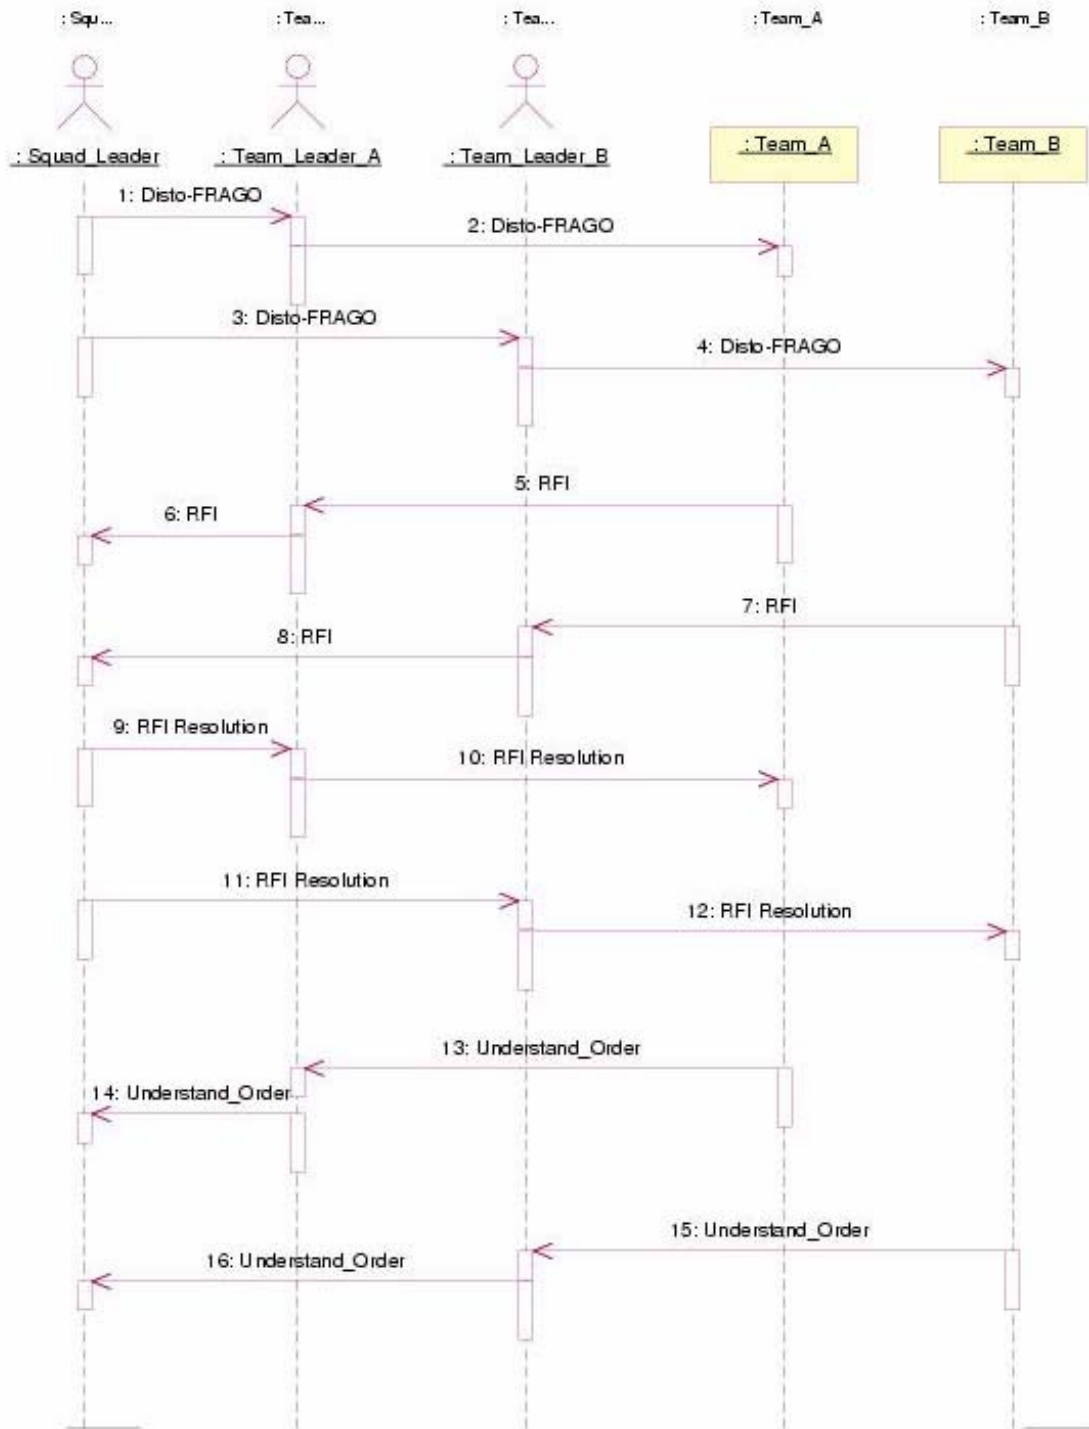 : Squ...
: Tea...
: Tea...
: Team_A
: Team_B
: Squad_Leader
: Team_Leader_A
: Team_Leader_B
: Team_A
: Team_B
1: Disto-FRAGO
2: Disto-FRAGO
3: Disto-FRAGO
4: Disto-FRAGO
5: RFI
6: RFI
7: RFI
8: RFI
9: RFI Resolution
10: RFI Resolution
11: RFI Resolution
12: RFI Resolution
13: Understand_Order
14: Understand_Order
15: Understand_Order
16: Understand_Order